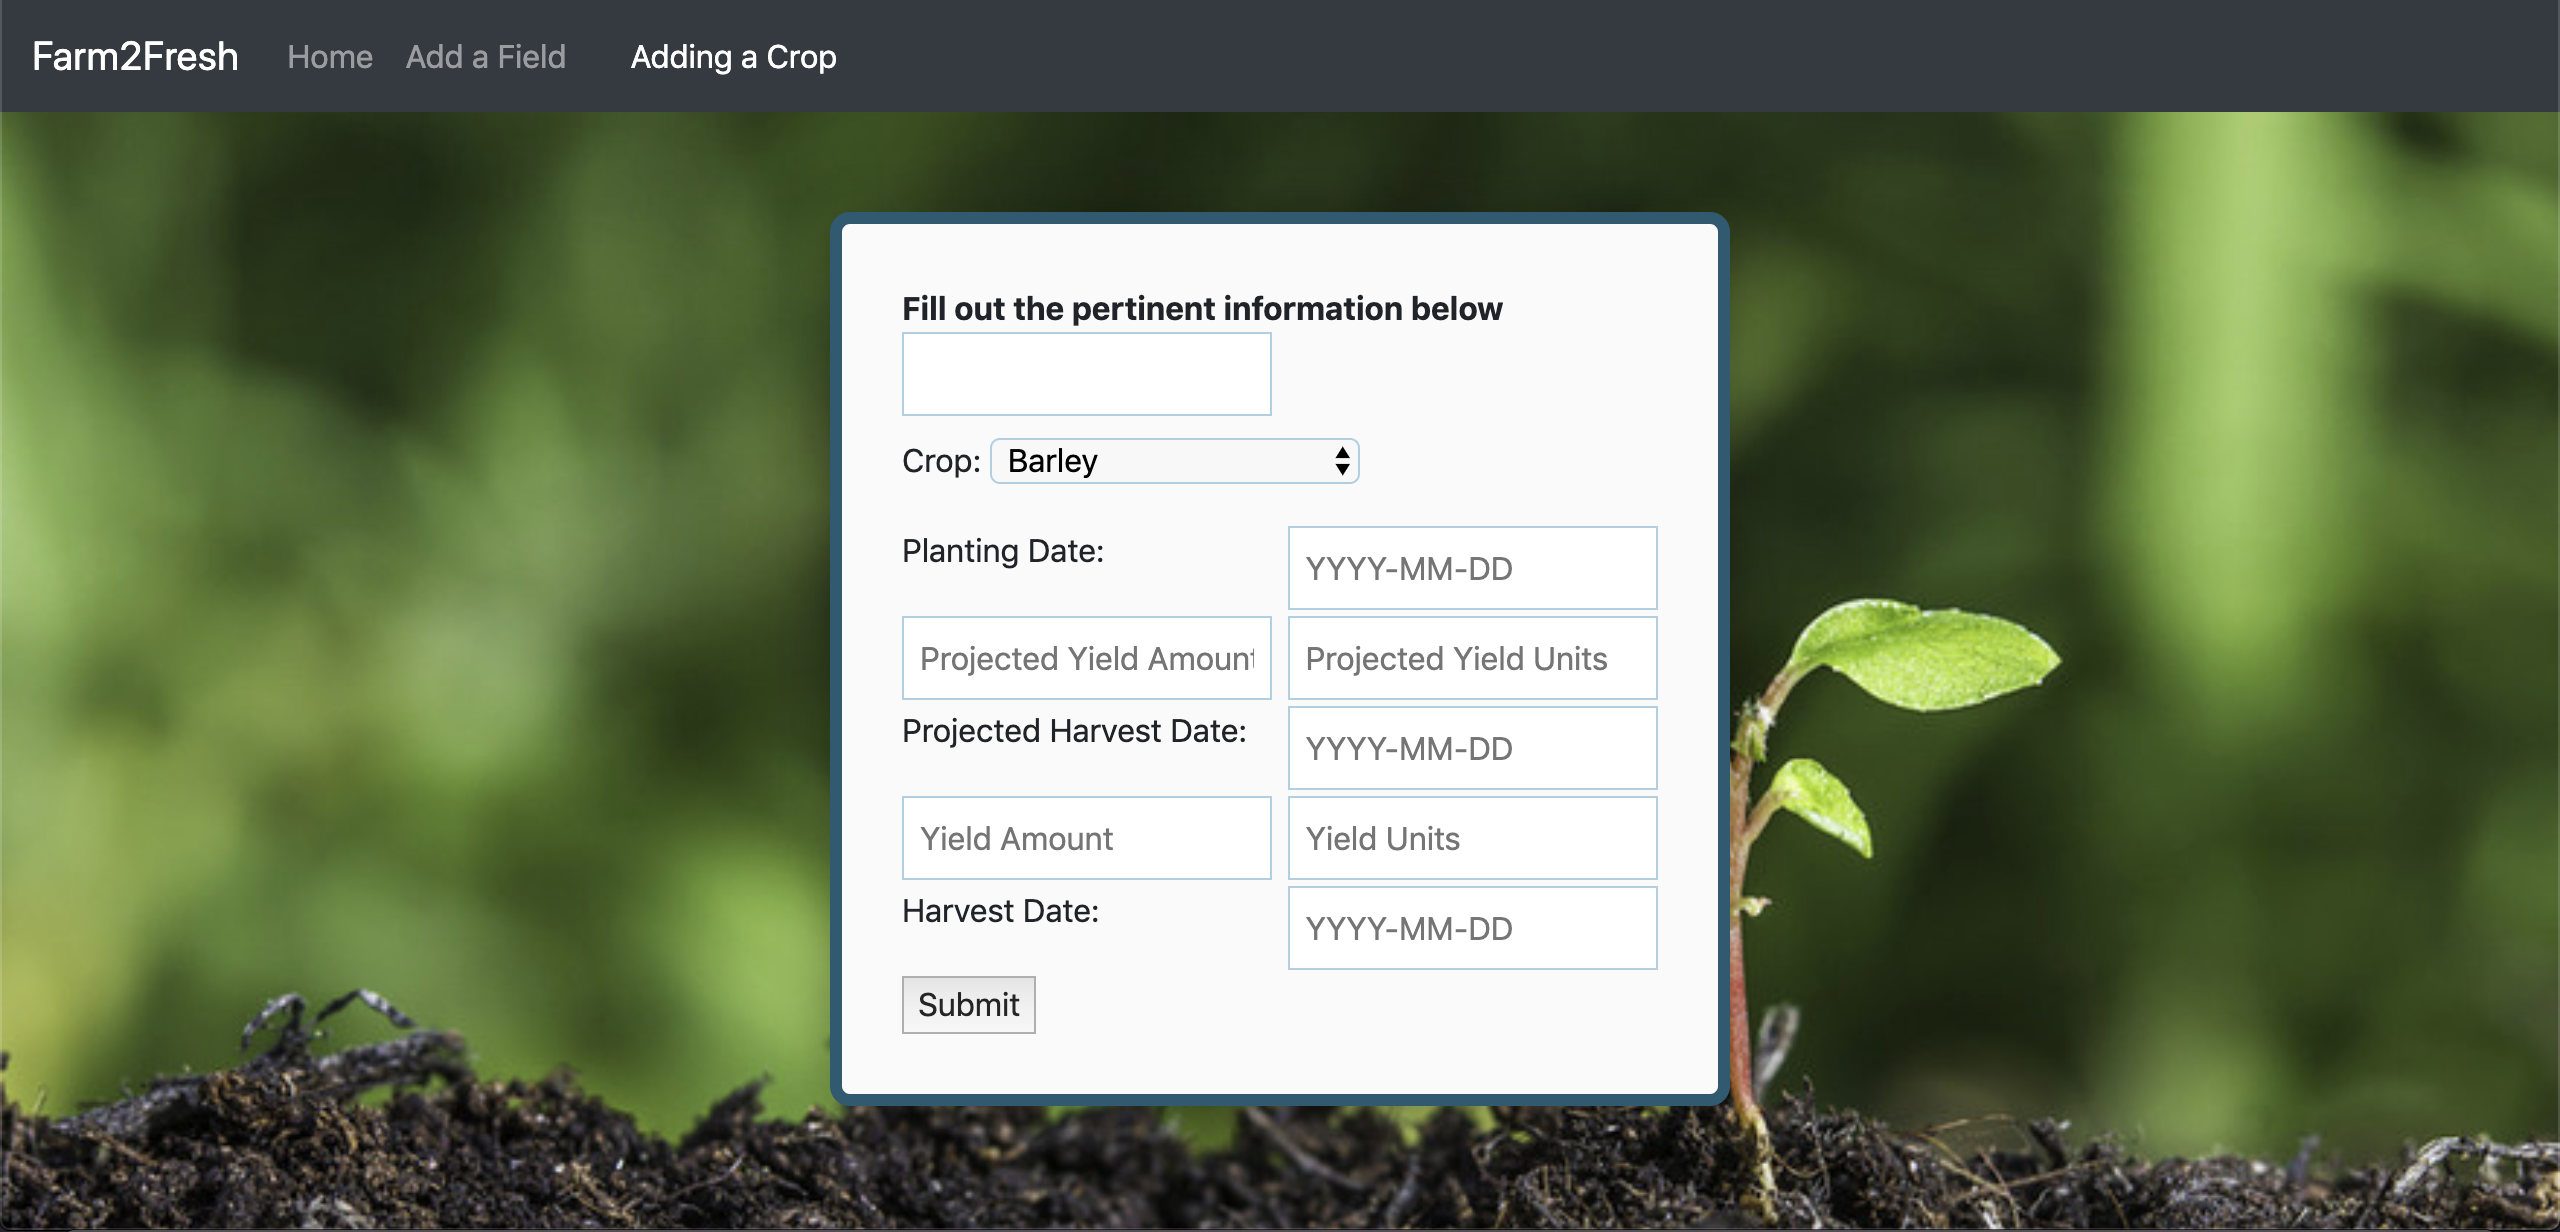 Farm2Fresh Home Add a Field Adding a Crop
Fill out the pertinent information below
Crop: Barley
Planting Date: YYYY-MM-DD
Projected Yield Amount Projected Yield Units
Projected Harvest Date: YYYY-MM-DD
Yield Amount Yield Units
Harvest Date: YYYY-MM-DD
Submit